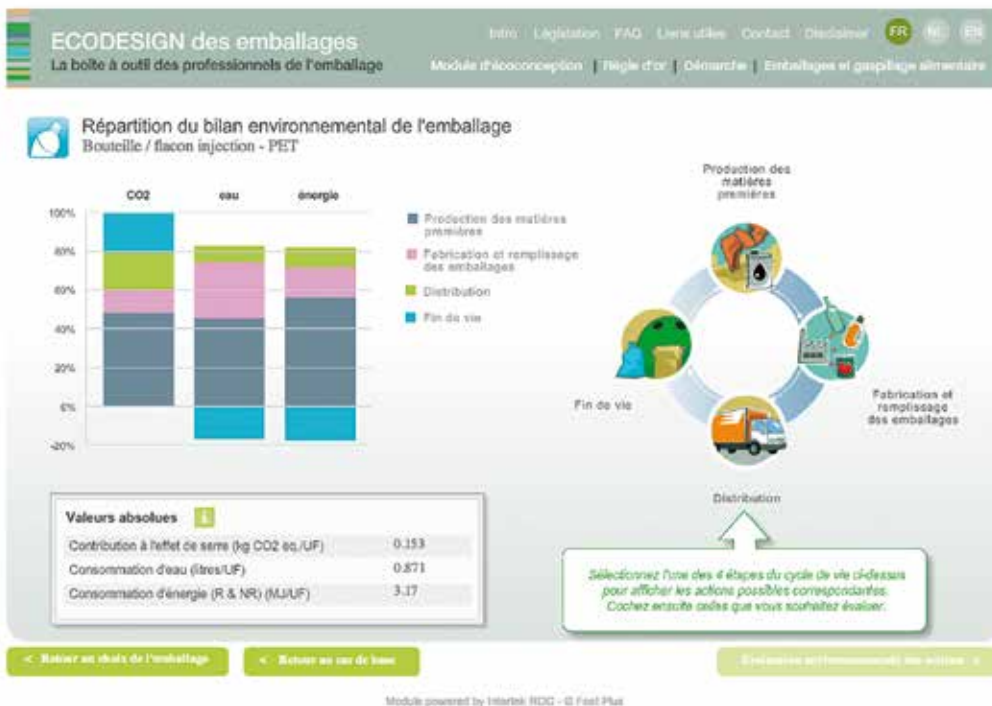 ECODESIGN des emballages
La boîte à outil des professionnels de l'emballage
Intro Législation FAQ Liens utiles Contact Disclaimer FR NL EN
Module d'écoconception | Règle d'or | Démarche | Emballages et gaspillage alimentaire
Répartition du bilan environnemental de l'emballage
Bouteille / flacon injection - PET
CO2 eau énergie
100%
80%
60%
40%
20%
0%
-20%
Production des matières
premières
Fabrication et remplissage
des emballages
Distribution
Fin de vie
Production des
matières
premières
Fabrication et
remplissage
des emballages
Distribution
Fin de vie
Valeurs absolues i
Contribution à l'effet de serre (kg CO2 eq./UF) 0.153
Consommation d'eau (litres/UF) 0.871
Consommation d'énergie (R & NR) (MJ/UF) 3.17
Sélectionnez l'une des 4 étapes du cycle de vie ci-dessus
pour afficher les actions possibles correspondantes.
Cochez ensuite celles que vous souhaitez évaluer.
< Retour au choix de l'emballage
< Retour au cas de base
Module powered by Intertek RDC - © Fost Plus